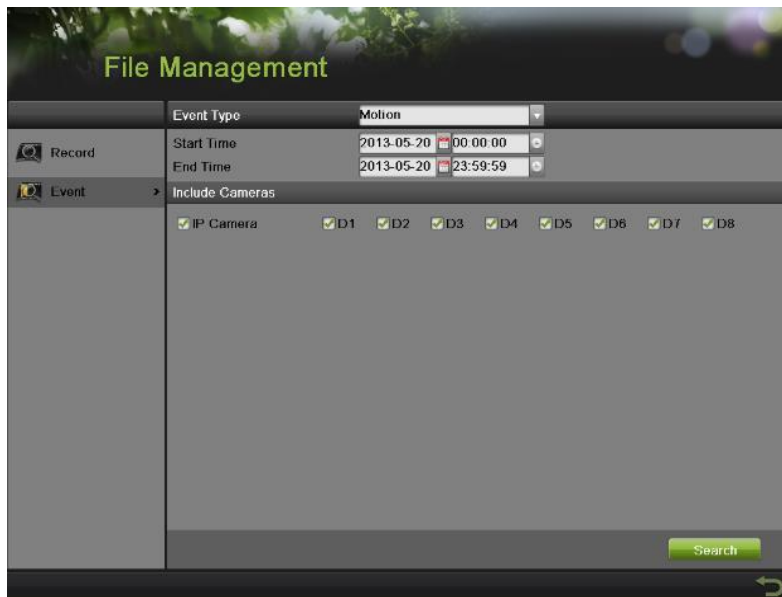 File Management
Event Type Motion
Record
Start Time 2013-05-20 00:00:00
End Time 2013-05-20 23:59:59
Event
Include Cameras
IP Camera D1 D2 D3 D4 D5 D6 D7 D8
Search